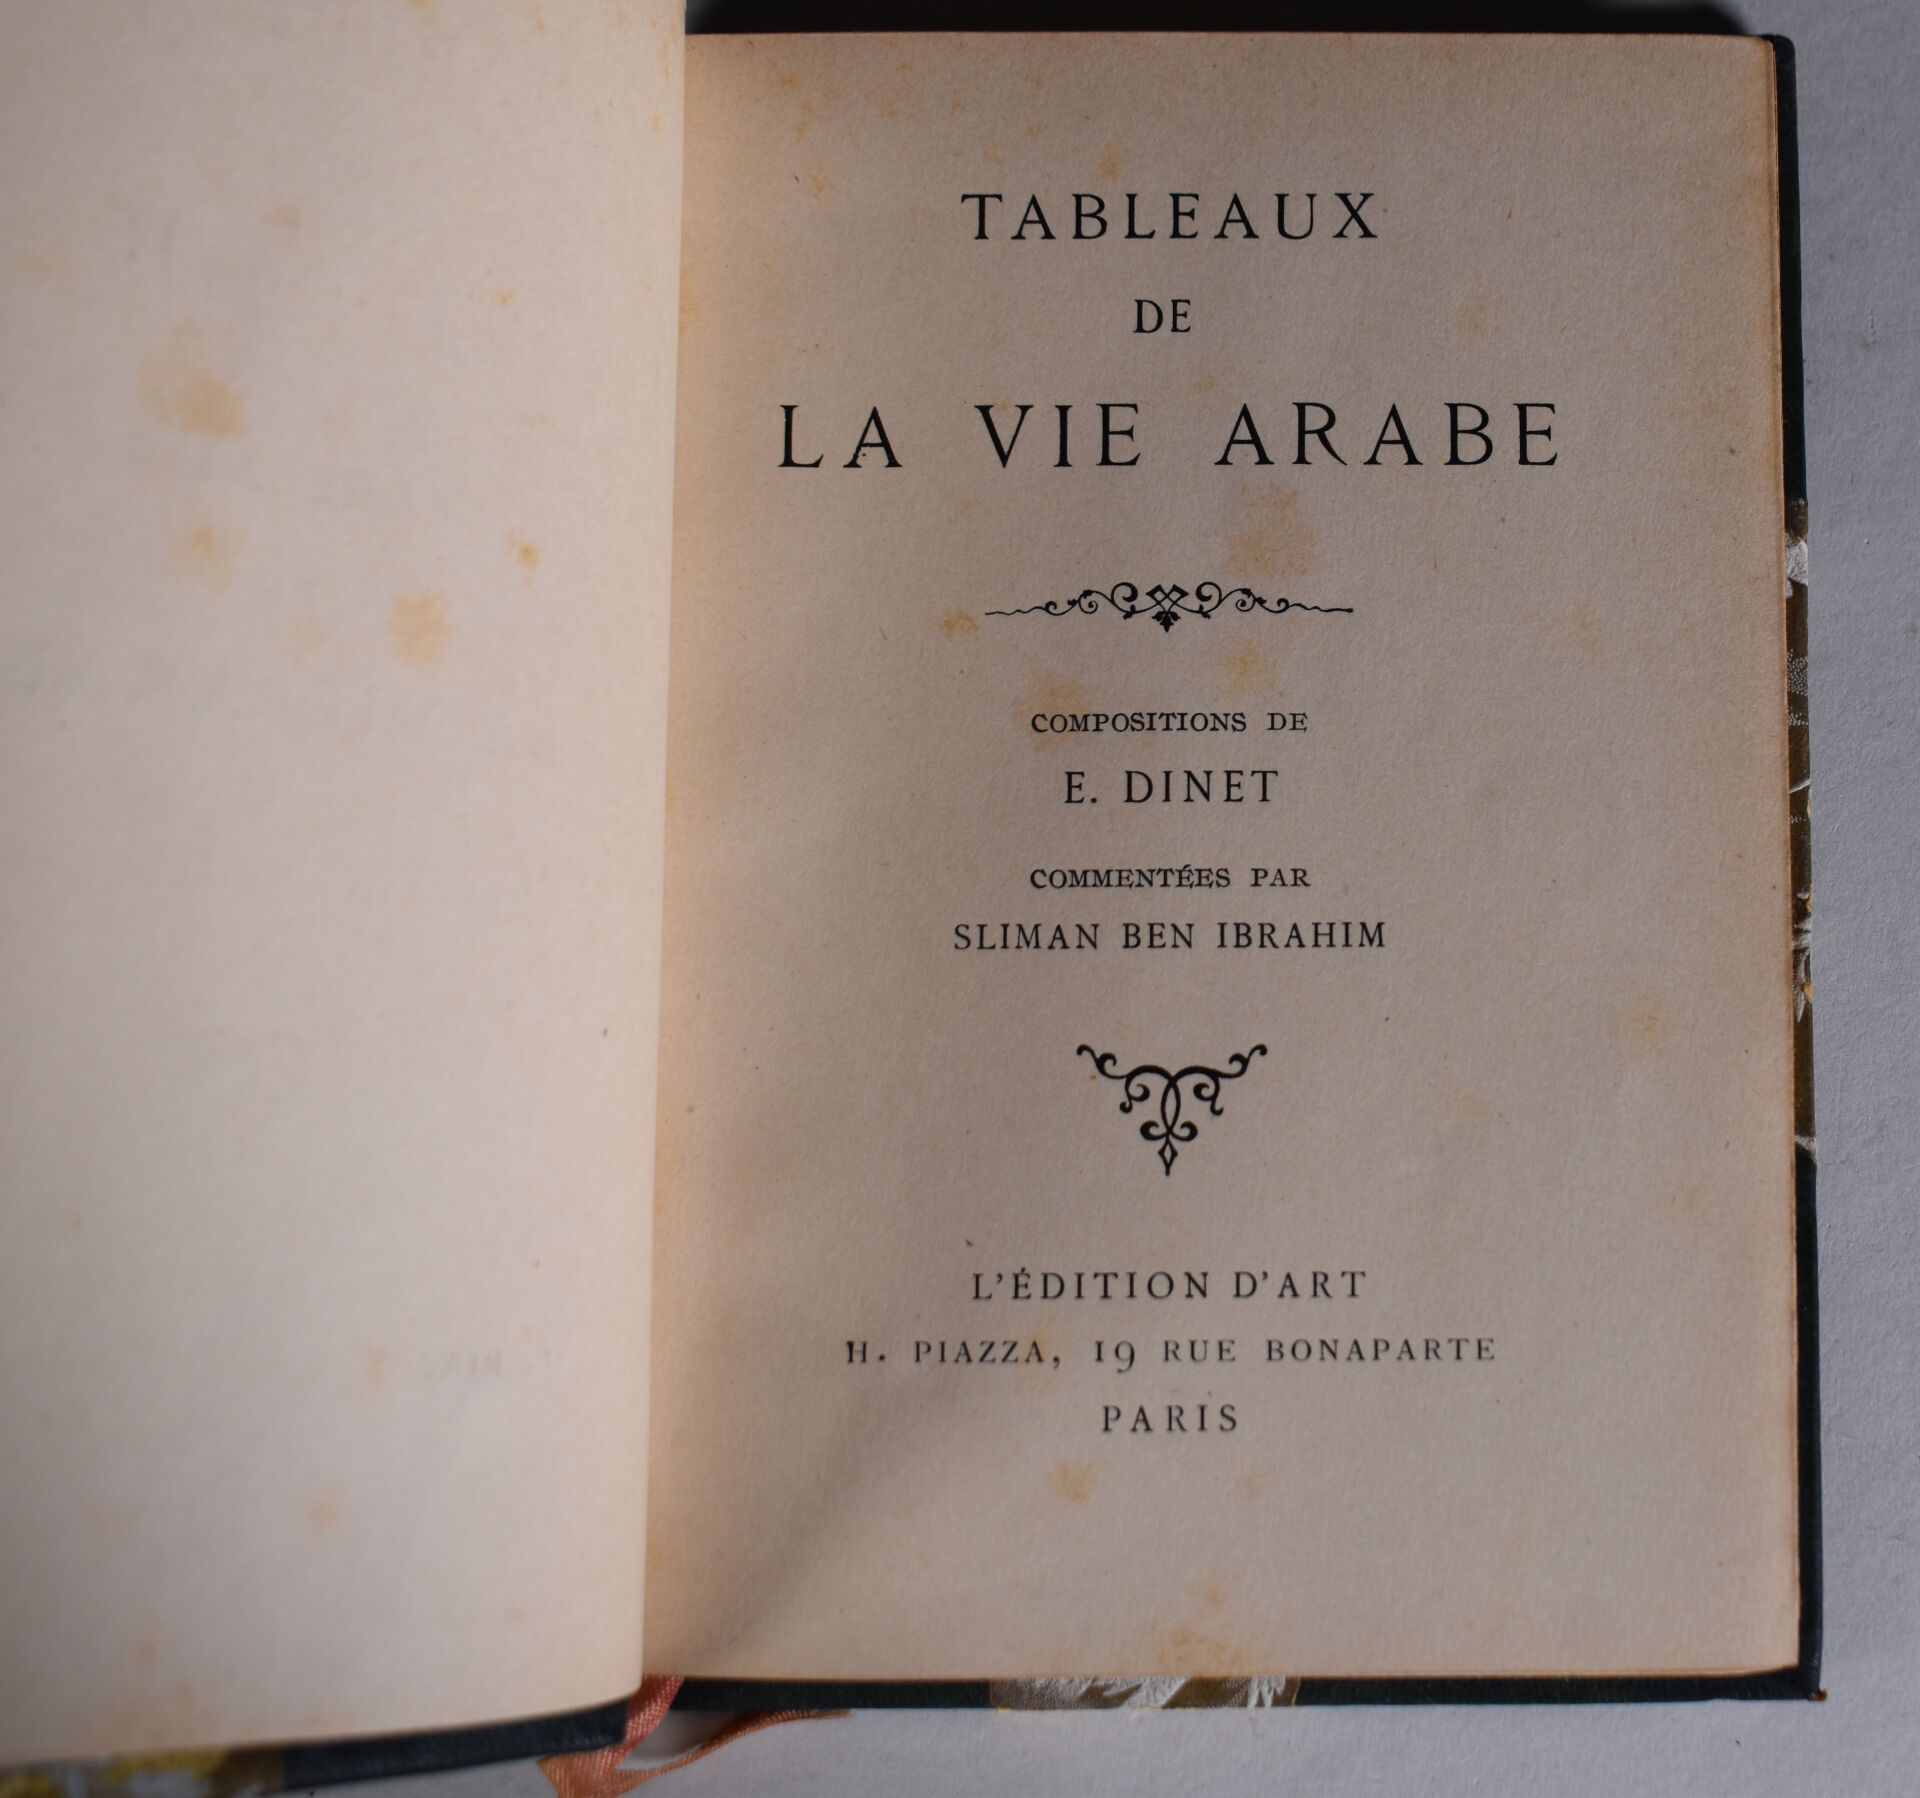 TABLEAUX
DE
LA VIE ARABE
COMPOSITIONS DE
E. DINET
COMMENTÉES PAR
SLIMAN BEN IBRAHIM
L'ÉDITION D'ART
H. PIAZZA, 19 RUE BONAPARTE
PARIS